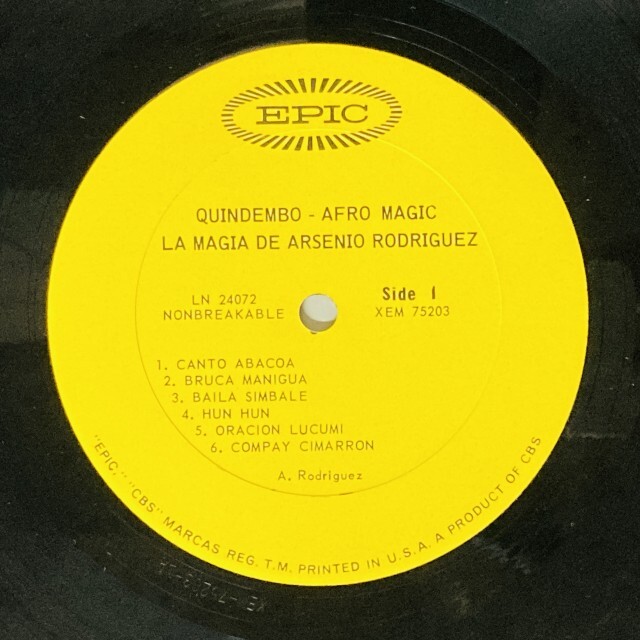 EPIC
QUINDEMBO - AFRO MAGIC
LA MAGIA DE ARSENIO RODRIGUEZ
LN 24072
NONBREAKABLE
Side 1
XEM 75203
1. CANTO ABACOA
2. BRUCA MANIGUA
3. BAILA SIMBALE
4. HUN HUN
5. ORACION LUCUMI
6. COMPAY CIMARRON
A. Rodriguez
"EPIC," "CBS" MARCAS REG. T.M. PRINTED IN U.S.A. A PRODUCT OF CBS